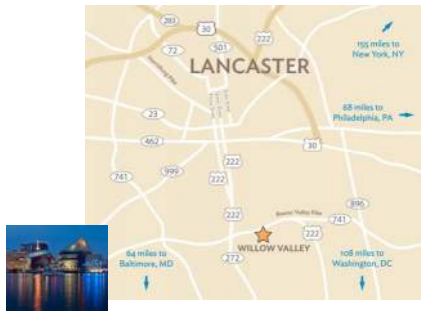 283
30
222
72
501
155 miles to
New York, NY
LANCASTER
68 miles to
Philadelphia, PA
23
462
30
222
999
222
741
896
222
741
222
WILLOW VALLEY
64 miles to
Baltimore, MD
272
108 miles to
Washington, DC